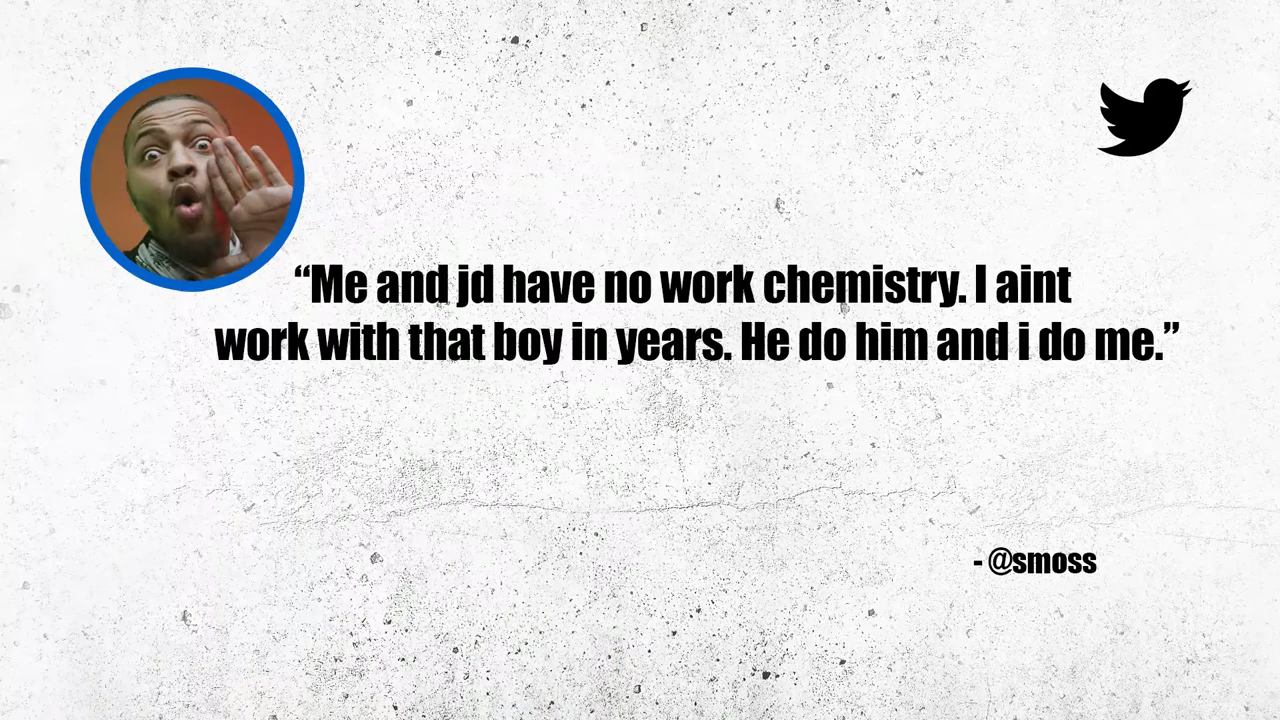 “Me and jd have no work chemistry. I aint
work with that boy in years. He do him and i do me.”
- @smoss